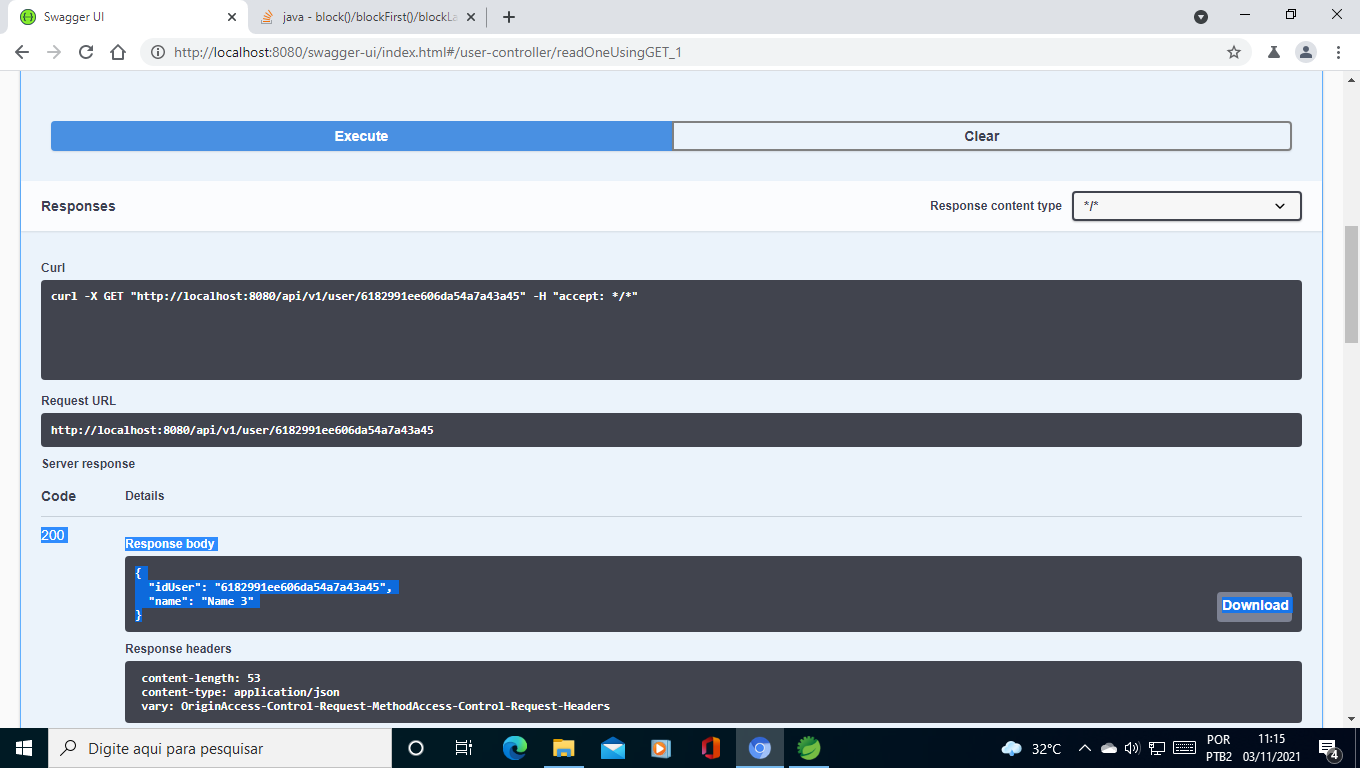 Swagger UI
java - block()/blockFirst()/blockLa
http://localhost:8080/swagger-ui/index.html#/user-controller/readOneUsingGET_1
Execute
Clear
Responses
Response content type
*/*
Curl
curl -X GET "http://localhost:8080/api/v1/user/6182991ee606da54a7a43a45" -H "accept: */*"
Request URL
http://localhost:8080/api/v1/user/6182991ee606da54a7a43a45
Server response
Code
Details
200
Response body
{
"idUser": "6182991ee606da54a7a43a45",
"name": "Name 3"
}
Download
Response headers
content-length: 53
content-type: application/json
vary: OriginAccess-Control-Request-MethodAccess-Control-Request-Headers
Digite aqui para pesquisar
32°C
POR
PTB2
11:15
03/11/2021
4